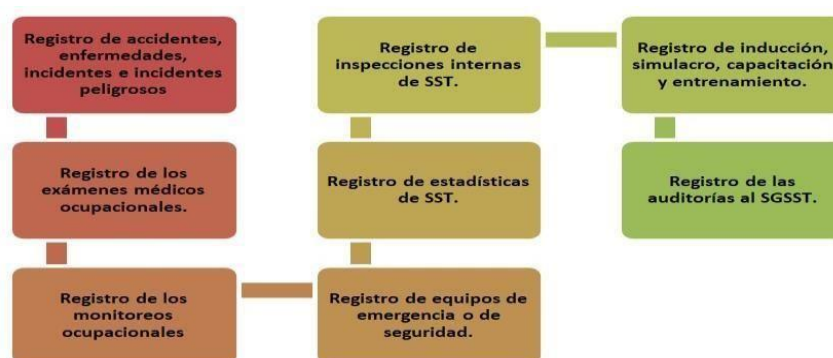 Registro de accidentes,
enfermedades,
incidentes e incidentes
peligrosos
Registro de los
exámenes médicos
ocupacionales.
Registro de los
monitoreos
ocupacionales
Registro de equipos de
emergencia o de
seguridad.
Registro de estadísticas
de SST.
Registro de
inspecciones internas
de SST.
Registro de inducción,
simulacro, capacitación
y entrenamiento.
Registro de las
auditorías al SGSST.